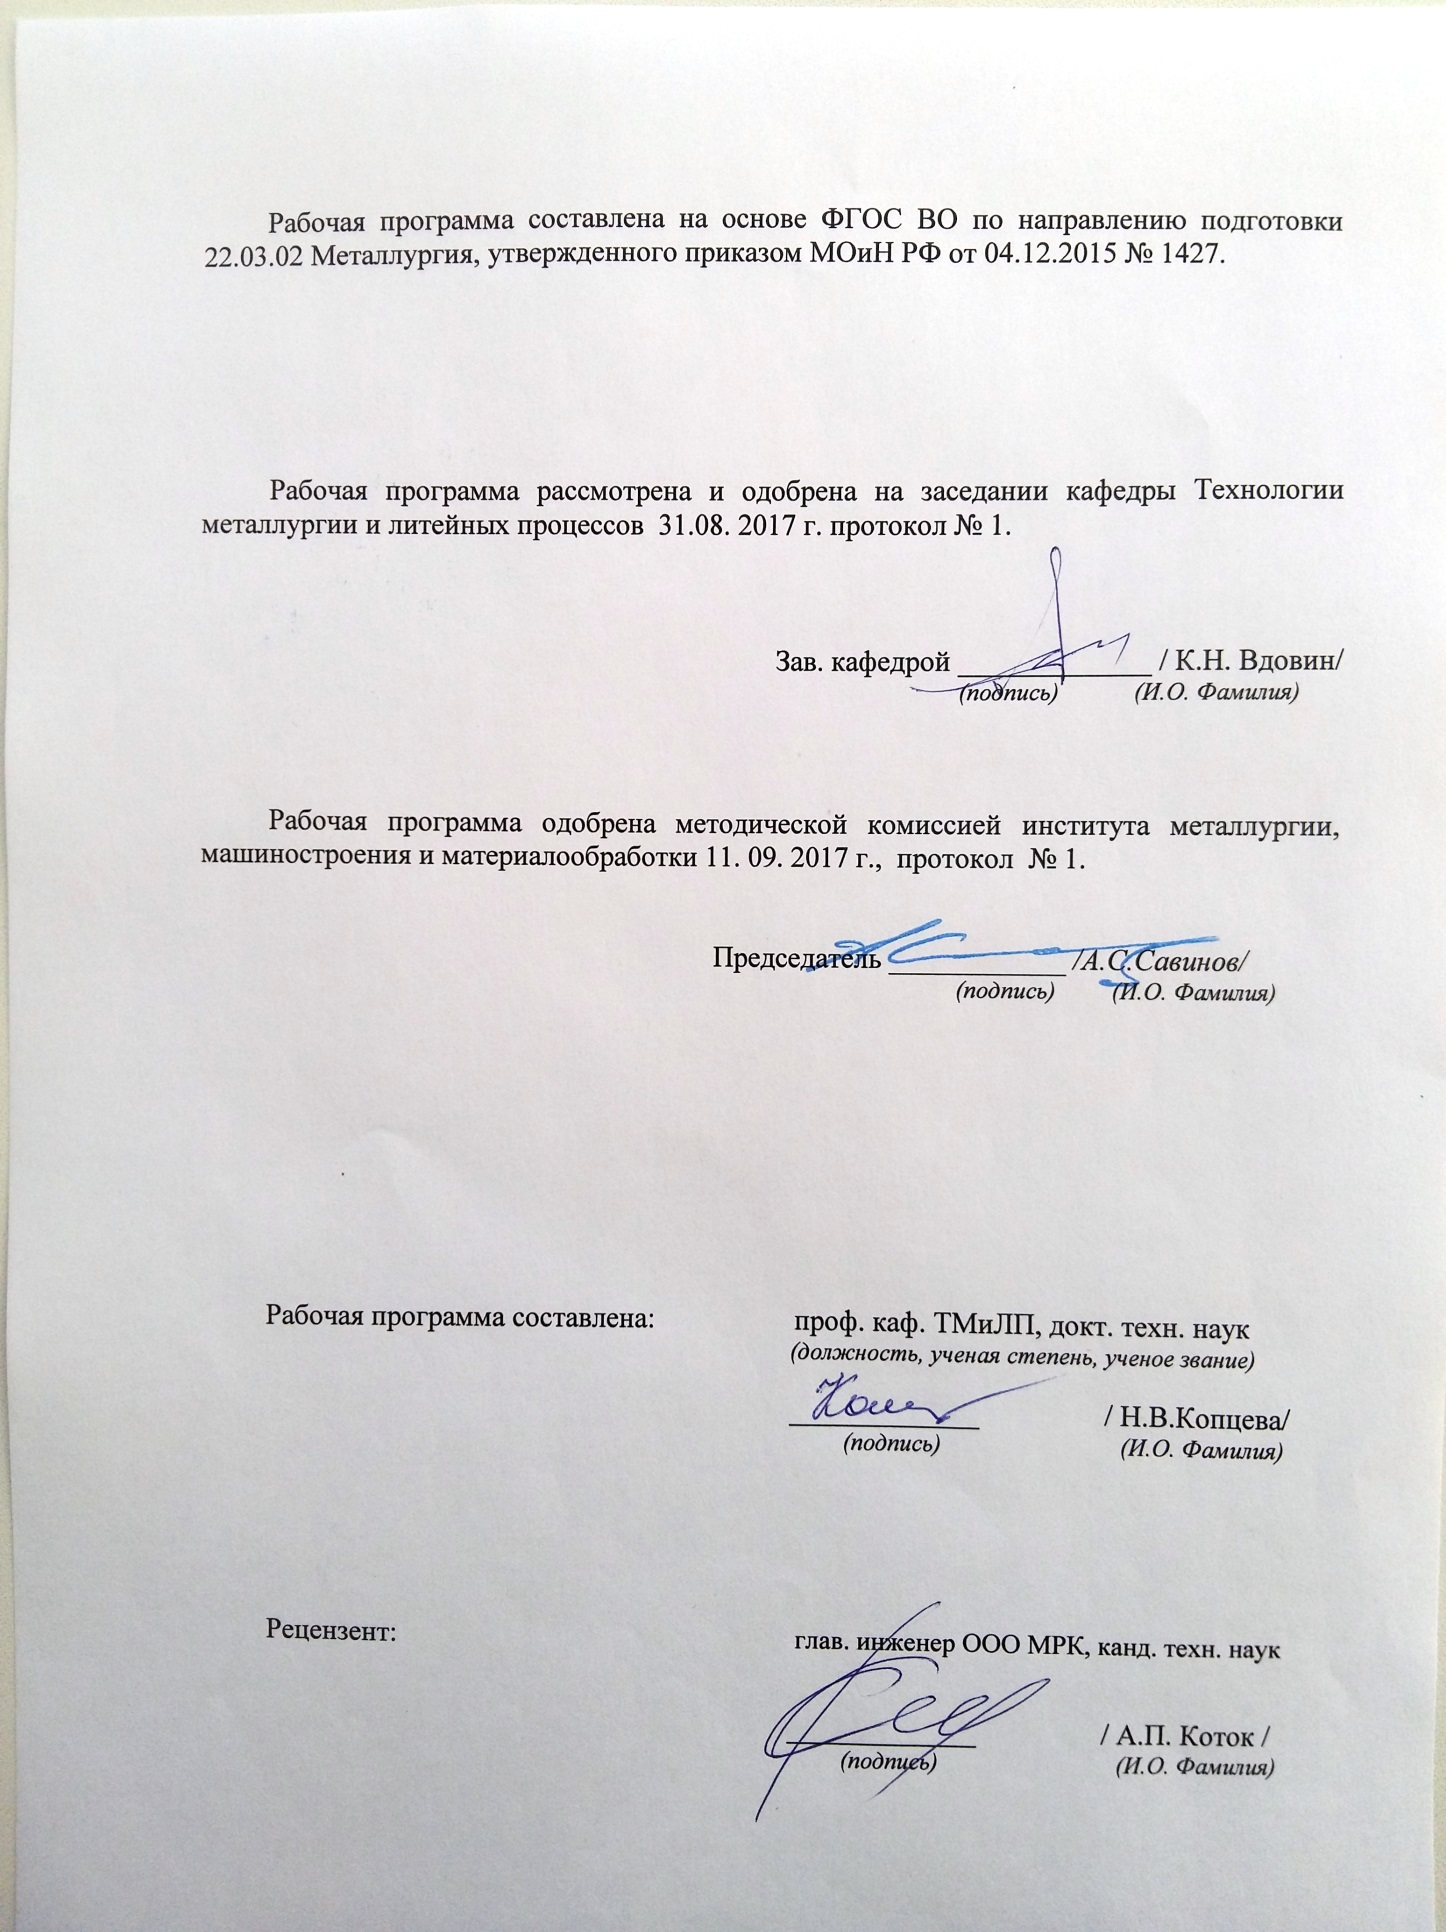 Рабочая программа составлена на основе ФГОС ВО по направлению подготовки
22.03.02 Металлургия, утвержденного приказом МОиН РФ от 04.12.2015 № 1427.
Рабочая программа рассмотрена и одобрена на заседании кафедры Технологии
металлургии и литейных процессов 31.08. 2017 г. протокол № 1.
Зав. кафедрой ____________ / К.Н. Вдовин/
(подпись) (И.О. Фамилия)
Рабочая программа одобрена методической комиссией института металлургии,
машиностроения и материалообработки 11. 09. 2017 г., протокол № 1.
Председатель ____________ /А.С.Савинов/
(подпись) (И.О. Фамилия)
Рабочая программа составлена: проф. каф. ТМиЛП, докт. техн. наук
(должность, ученая степень, ученое звание)
____________ / Н.В.Копцева/
(подпись) (И.О. Фамилия)
Рецензент: глав. инженер ООО МРК, канд. техн. наук
____________ / А.П. Коток /
(подпись) (И.О. Фамилия)